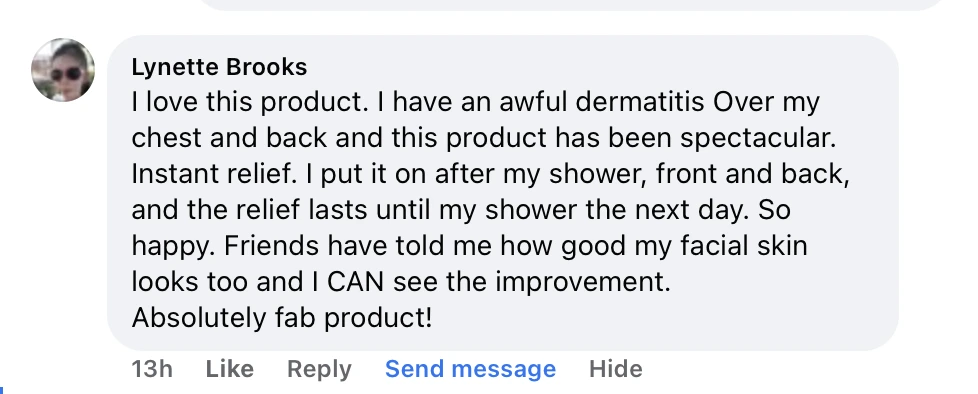 Lynette Brooks
I love this product. I have an awful dermatitis Over my
chest and back and this product has been spectacular.
Instant relief. I put it on after my shower, front and back,
and the relief lasts until my shower the next day. So
happy. Friends have told me how good my facial skin
looks too and I CAN see the improvement.
Absolutely fab product!
13h Like Reply Send message Hide